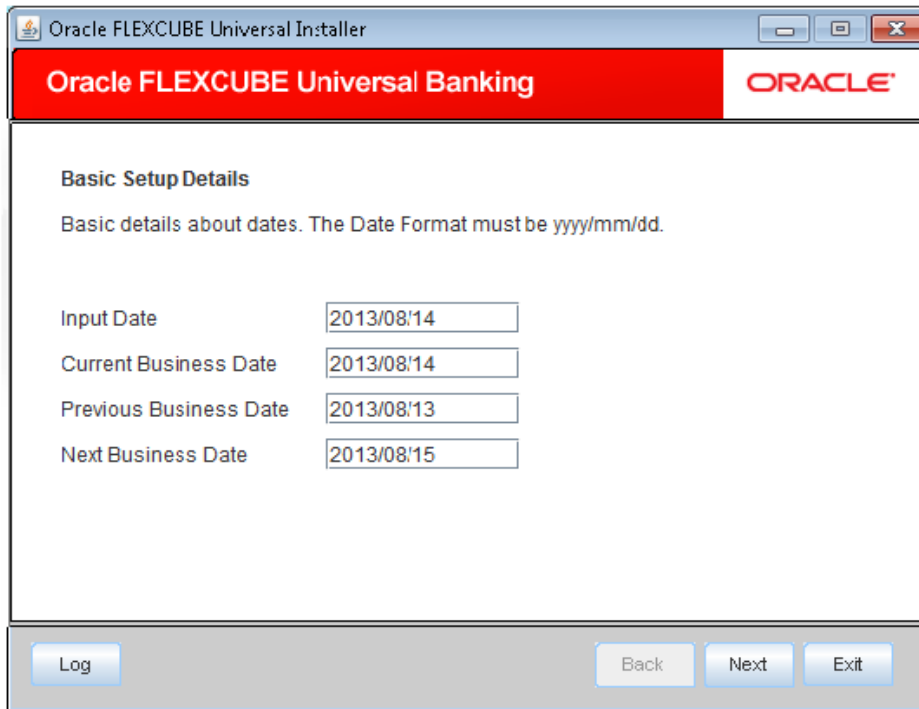 Oracle FLEXCUBE Universal Installer
Oracle FLEXCUBE Universal Banking
ORACLE
Basic Setup Details
Basic details about dates. The Date Format must be yyyy/mm/dd.
Input Date 2013/08/14
Current Business Date 2013/08/14
Previous Business Date 2013/08/13
Next Business Date 2013/08/15
Log Back Next Exit